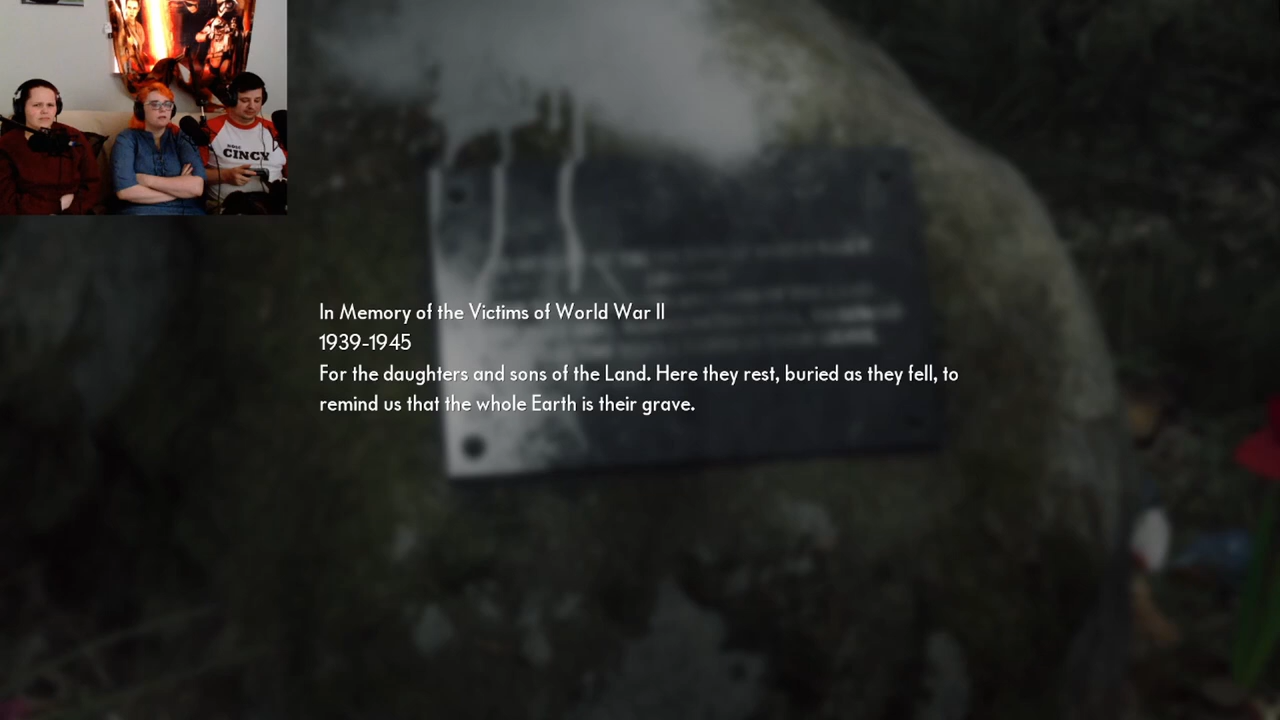 CINCY
In Memory of the Victims of World War II
1939-1945
For the daughters and sons of the Land. Here they rest, buried as they fell, to
remind us that the whole Earth is their grave.